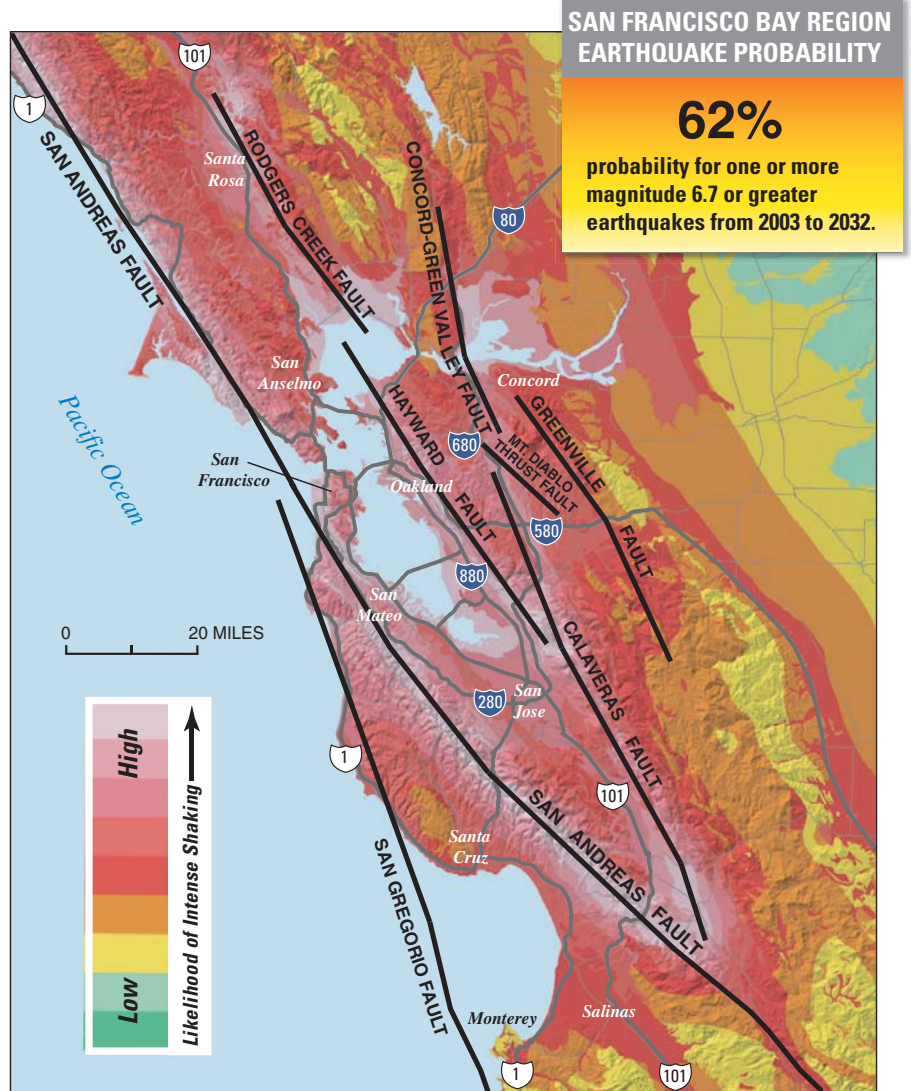 SAN FRANCISCO BAY REGION
EARTHQUAKE PROBABILITY
62%
probability for one or more
magnitude 6.7 or greater
earthquakes from 2003 to 2032.
101
1
SAN ANDREAS FAULT
Santa
Rosa
RODGERS CREEK FAULT
CONCORD-GREEN VALLEY FAULT
80
San
Anselmo
Concord
Pacific Ocean
HAYWARD FAULT
680
MT. DIABLO
THRUST FAULT
GREENVILLE FAULT
San
Francisco
Oakland
580
880
San
Mateo
0 20 MILES
CALAVERAS FAULT
280
San
Jose
1
101
SAN ANDREAS FAULT
Santa
Cruz
SAN GREGORIO FAULT
High
Low
Likelihood of Intense Shaking
Monterey
Salinas
1
101